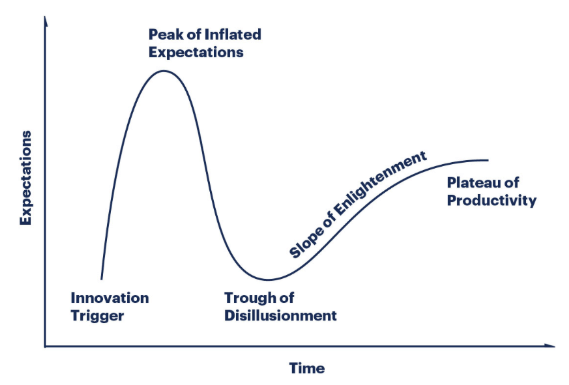 Peak of Inflated
Expectations
Expectations
Slope of Enlightenment
Plateau of
Productivity
Innovation
Trigger
Trough of
Disillusionment
Time